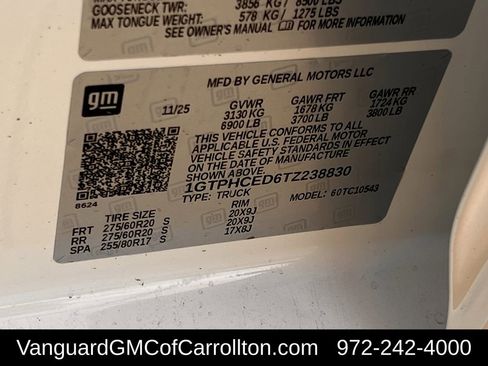 GOOSENECK TWR: 3856 KG / 8500 LBS
MAX TONGUE WEIGHT: 578 KG / 1275 LBS
SEE OWNER'S MANUAL FOR MORE INFORMATION
gm
MFD BY GENERAL MOTORS LLC
11/25 GVWR GAWR FRT GAWR RR
3130 KG 1678 KG 1724 KG
6900 LB 3700 LB 3800 LB
THIS VEHICLE CONFORMS TO ALL
APPLICABLE U.S. FEDERAL MOTOR
VEHICLE SAFETY STANDARDS IN
EFFECT ON THE DATE OF
MANUFACTURE SHOWN ABOVE.
1GTPHCED6TZ238830
TYPE: TRUCK MODEL: 60TC10543
8624
TIRE SIZE RIM
FRT 275/60R20 S 20X9J
RR 275/60R20 S 20X9J
SPA 255/80R17 S 17X8J
VanguardGMCofCarrollton.com 972-242-4000